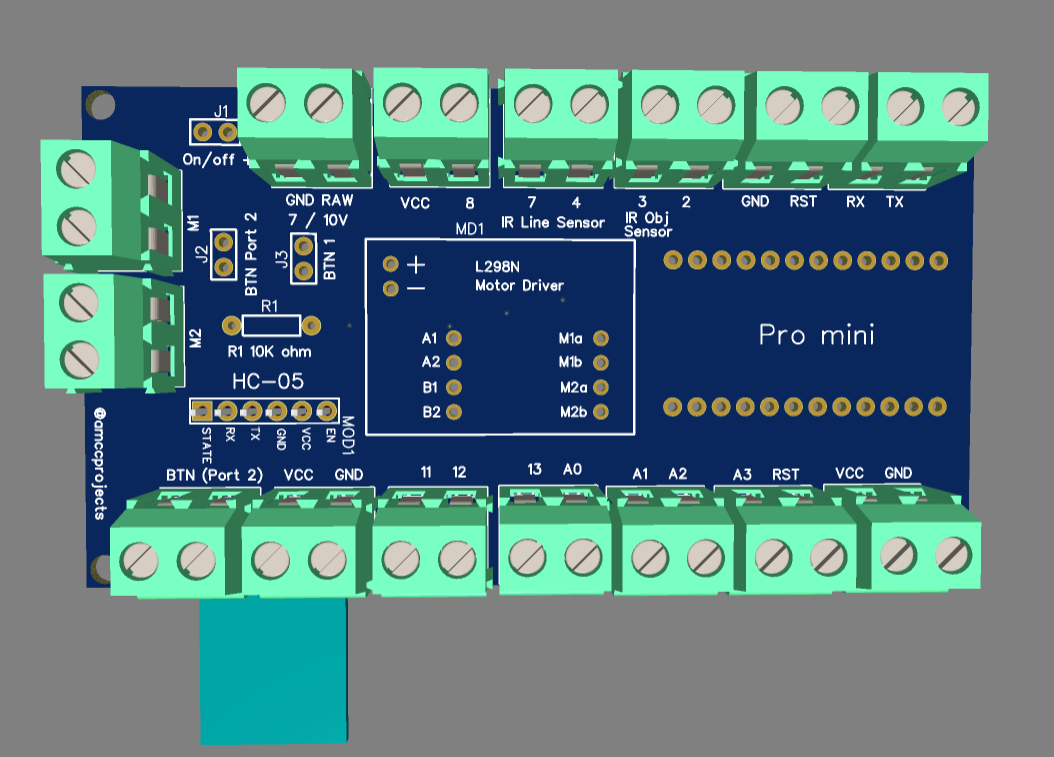 J1
On/off +
GND RAW
7 / 10V
VCC 8
7 4
IR Line Sensor
3 2
IR Obj
Sensor
GND RST
RX TX
M1
J2
BTN Port 2
J3
BTN 1
MD1
L298N
Motor Driver
+
−
A1 M1a
A2 M1b
B1 M2a
B2 M2b
Pro mini
M2
R1
R1 10K ohm
HC-05
STATE
RX
TX
GND
VCC
EN
MOD1
@amccprojects
BTN (Port 2)
VCC GND
11 12
13 A0
A1 A2
A3 RST
VCC GND